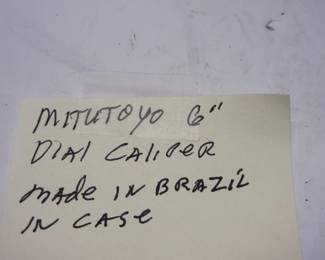 MITUTOYO 6"
DIAL CALIPER
MADE IN BRAZIL
IN CASE